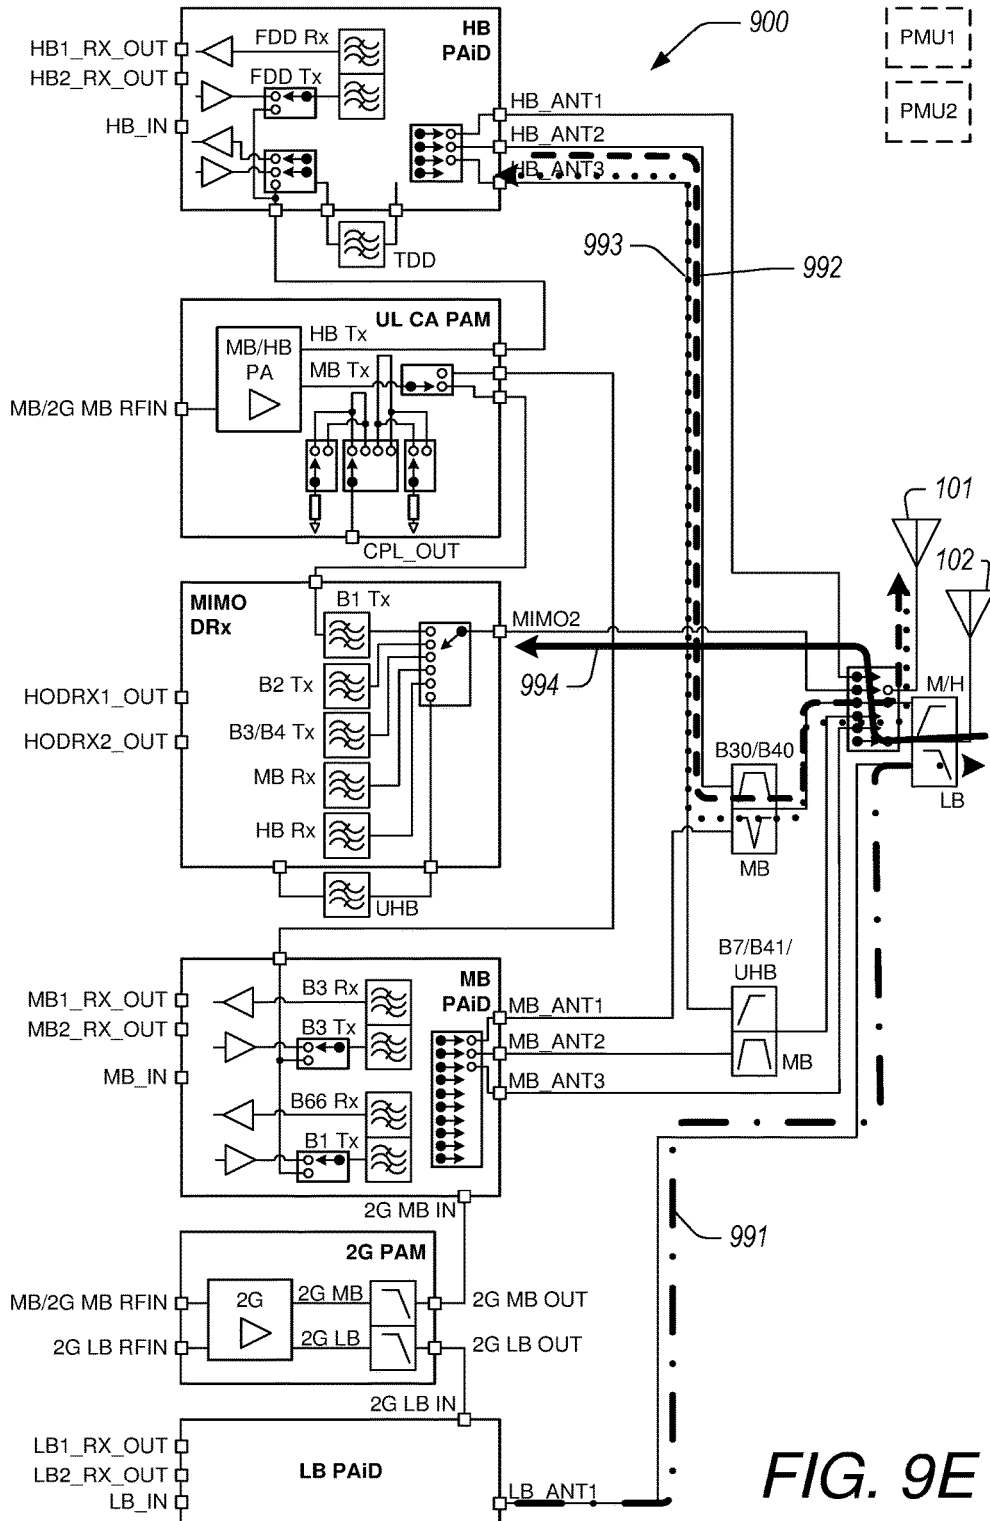 900
PMU1
PMU2
HB
PAiD
FDD Rx
FDD Tx
HB1_RX_OUT
HB2_RX_OUT
HB_IN
HB_ANT1
HB_ANT2
HB_ANT3
TDD
993
992
UL CA PAM
HB Tx
MB/HB
PA
MB Tx
MB/2G MB RFIN
CPL_OUT
101
102
MIMO
DRx
B1 Tx
MIMO2
B2 Tx
994
HODRX1_OUT
HODRX2_OUT
B3/B4 Tx
MB Rx
HB Rx
UHB
M/H
LB
B30/B40
MB
B7/B41/
UHB
MB
MB
PAiD
B3 Rx
B3 Tx
MB1_RX_OUT
MB2_RX_OUT
MB_IN
MB_ANT1
MB_ANT2
MB_ANT3
B66 Rx
B1 Tx
2G MB IN
991
2G PAM
2G
2G MB
2G LB
MB/2G MB RFIN
2G LB RFIN
2G MB OUT
2G LB OUT
2G LB IN
LB1_RX_OUT
LB2_RX_OUT
LB_IN
LB PAiD
LB_ANT1
FIG. 9E